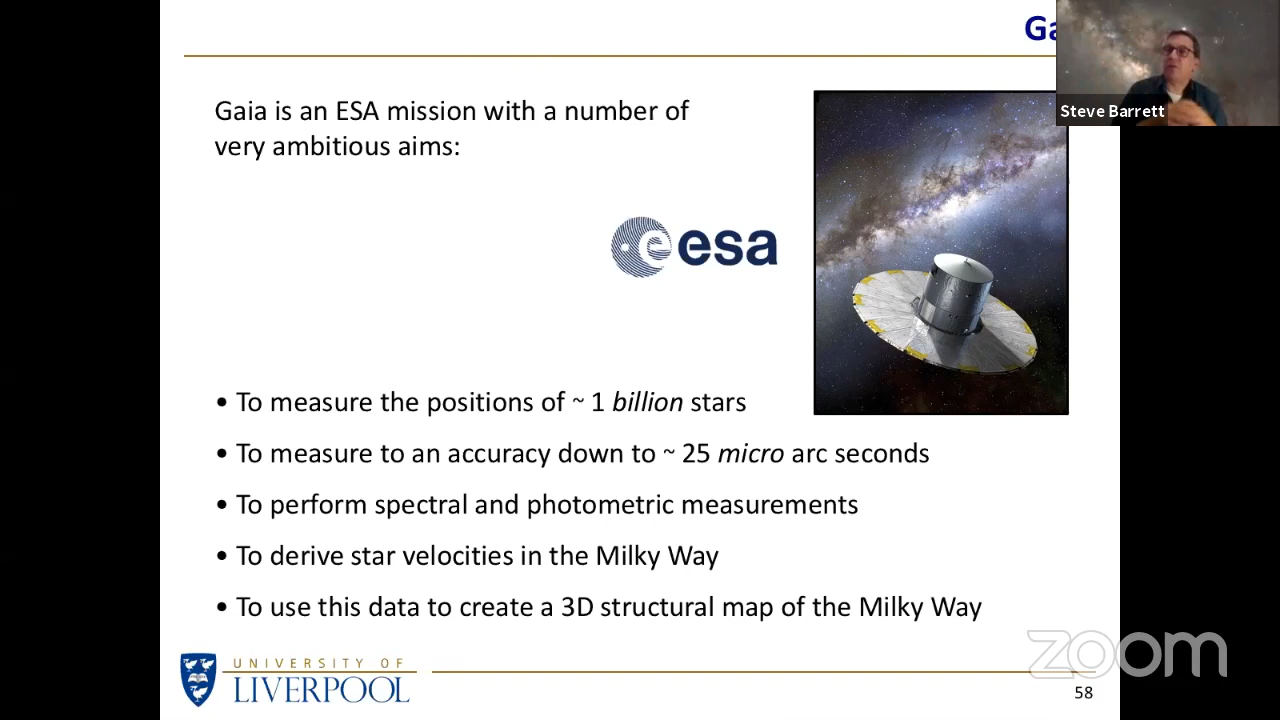 Ga
Steve Barrett
Gaia is an ESA mission with a number of
very ambitious aims:
esa
• To measure the positions of ~ 1 billion stars
• To measure to an accuracy down to ~ 25 micro arc seconds
• To perform spectral and photometric measurements
• To derive star velocities in the Milky Way
• To use this data to create a 3D structural map of the Milky Way
zoom
UNIVERSITY OF
LIVERPOOL
58